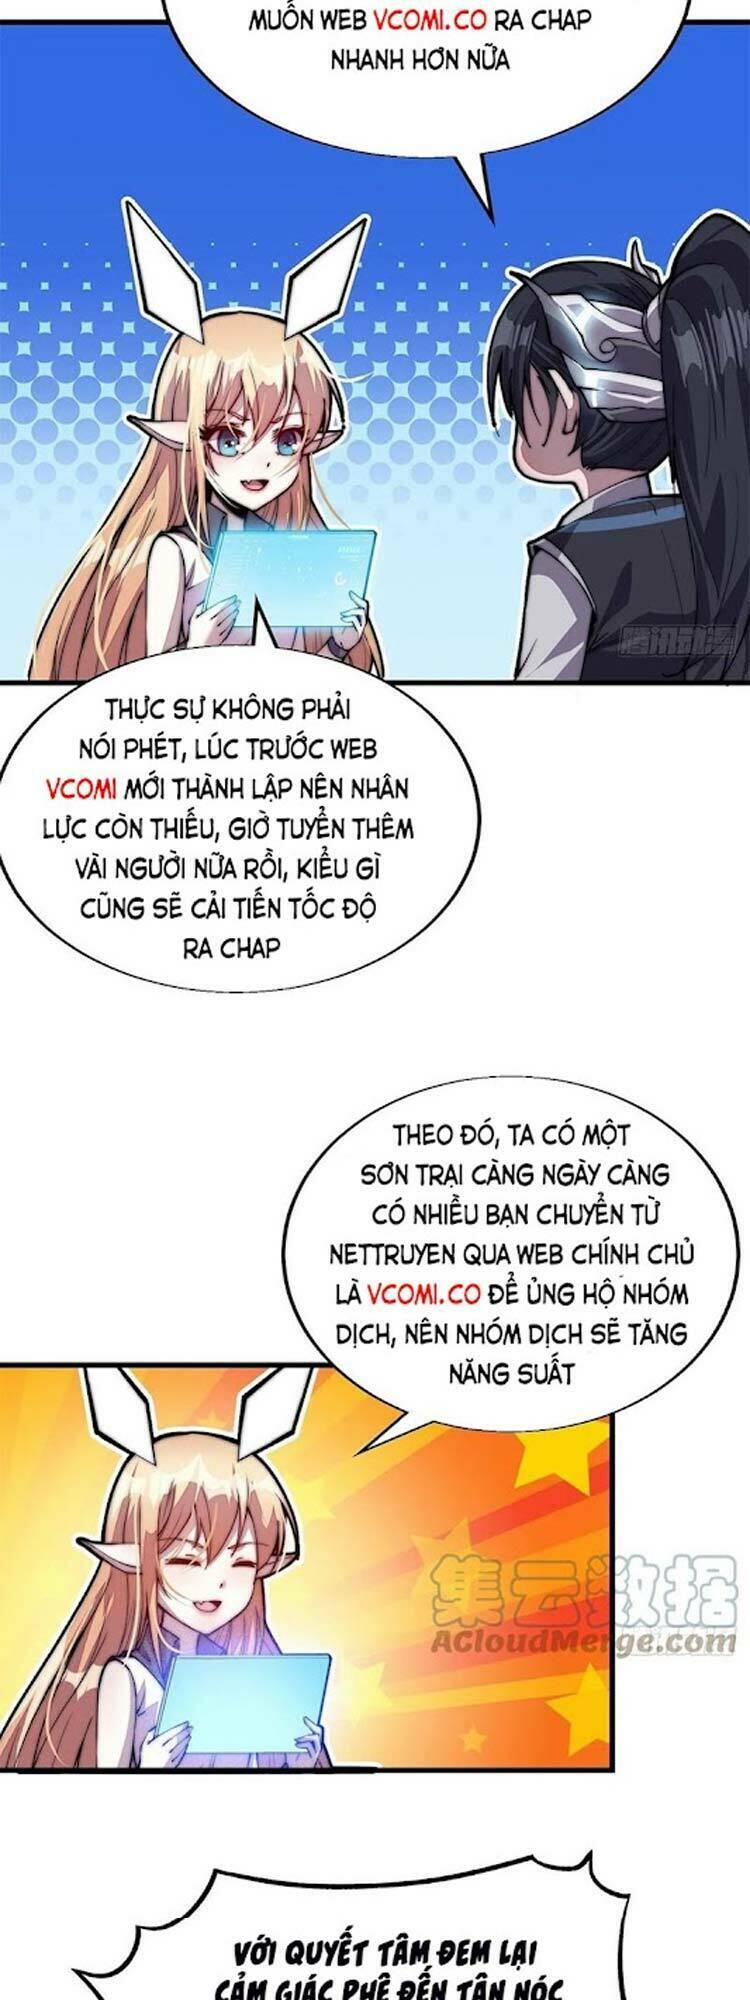 MUỐN WEB VCOMI.CO RA CHAP
NHANH HƠN NỮA
腾讯动漫
THỰC SỰ KHÔNG PHẢI
NÓI PHÉT, LÚC TRƯỚC WEB
VCOMI MỚI THÀNH LẬP NÊN NHÂN
LỰC CÒN THIẾU, GIỜ TUYỂN THÊM
VÀI NGƯỜI NỮA RỒI, KIỂU GÌ
CŨNG SẼ CẢI TIẾN TỐC ĐỘ
RA CHAP
THEO ĐÓ, TA CÓ MỘT
SƠN TRẠI CÀNG NGÀY CÀNG
CÓ NHIỀU BẠN CHUYỂN TỪ
NETTRUYEN QUA WEB CHÍNH CHỦ
LÀ VCOMI.CO ĐỂ ỦNG HỘ NHÓM
DỊCH, NÊN NHÓM DỊCH SẼ TĂNG
NĂNG SUẤT
集云数据
ACloudMerge.com
VỚI QUYẾT TÂM ĐEM LẠI
CẢM GIÁC PHÊ ĐẾN TẬN NÓC